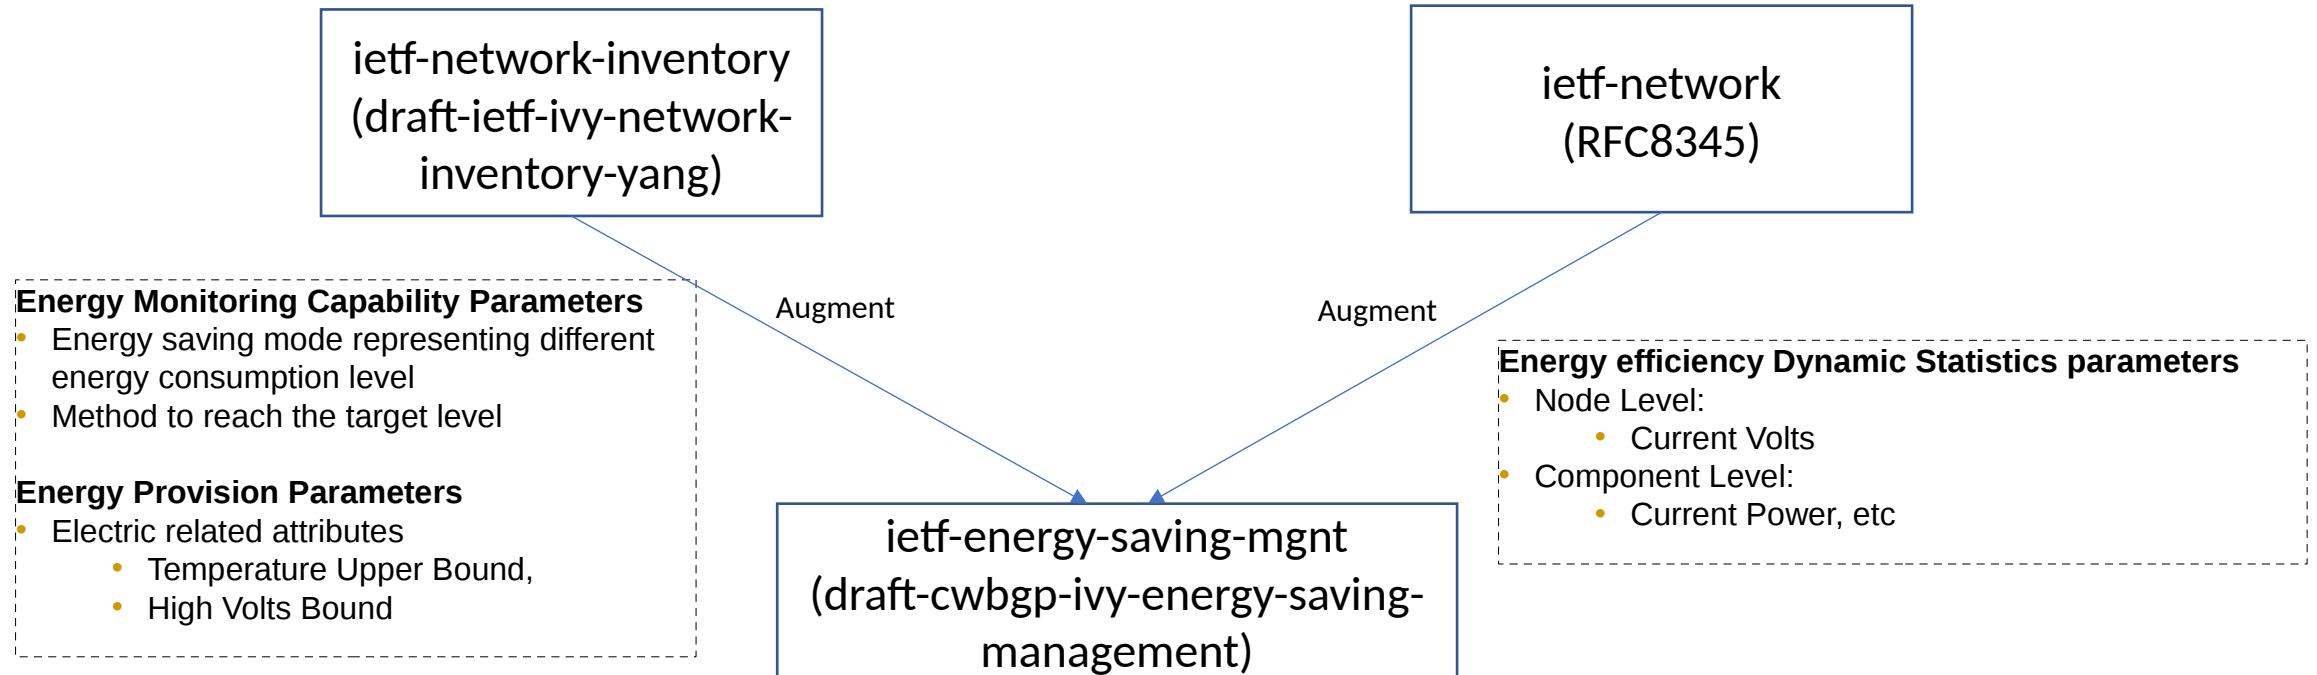 ietf-network-inventory
(draft-ietf-ivy-network-
inventory-yang)
ietf-network
(RFC8345)
Augment
Augment
Energy Monitoring Capability Parameters
• Energy saving mode representing different
energy consumption level
• Method to reach the target level
Energy Provision Parameters
• Electric related attributes
• Temperature Upper Bound,
• High Volts Bound
Energy efficiency Dynamic Statistics parameters
• Node Level:
• Current Volts
• Component Level:
• Current Power, etc
ietf-energy-saving-mgnt
(draft-cwbgp-ivy-energy-saving-
management)